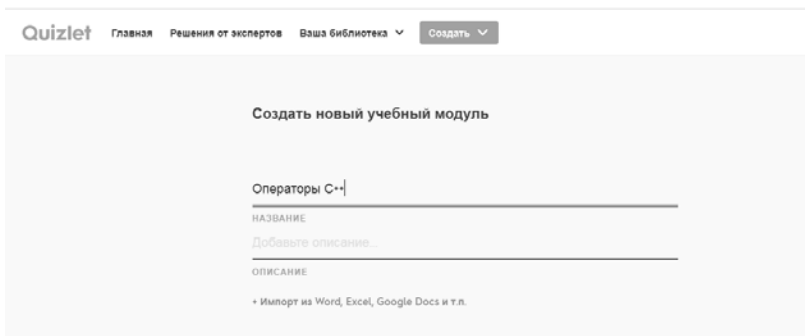 Quizlet Главная Решения от экспертов Ваша библиотека Создать
Создать новый учебный модуль
Операторы C++
НАЗВАНИЕ
Добавьте описание...
ОПИСАНИЕ
+ Импорт из Word, Excel, Google Docs и т.п.